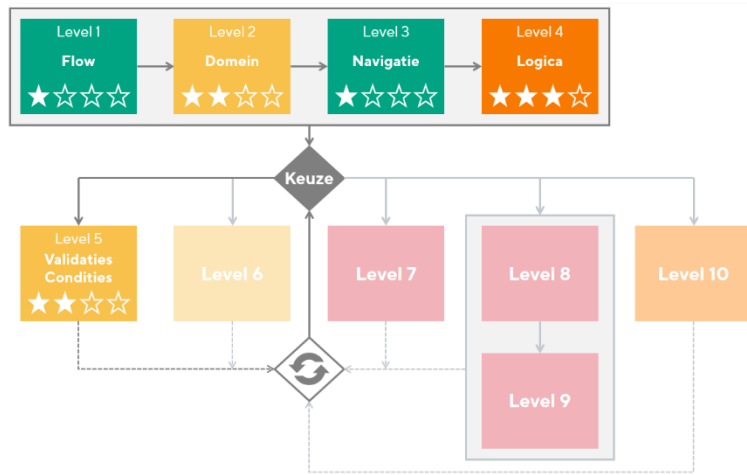 Level 1
Flow
Level 2
Domein
Level 3
Navigatie
Level 4
Logica
Keuze
Level 5
Validaties
Condities
Level 6
Level 7
Level 8
Level 10
Level 9